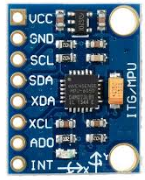 VCC
GND
SCL
SDA
XDA
XCL
ADO
INT
ITG/MPU